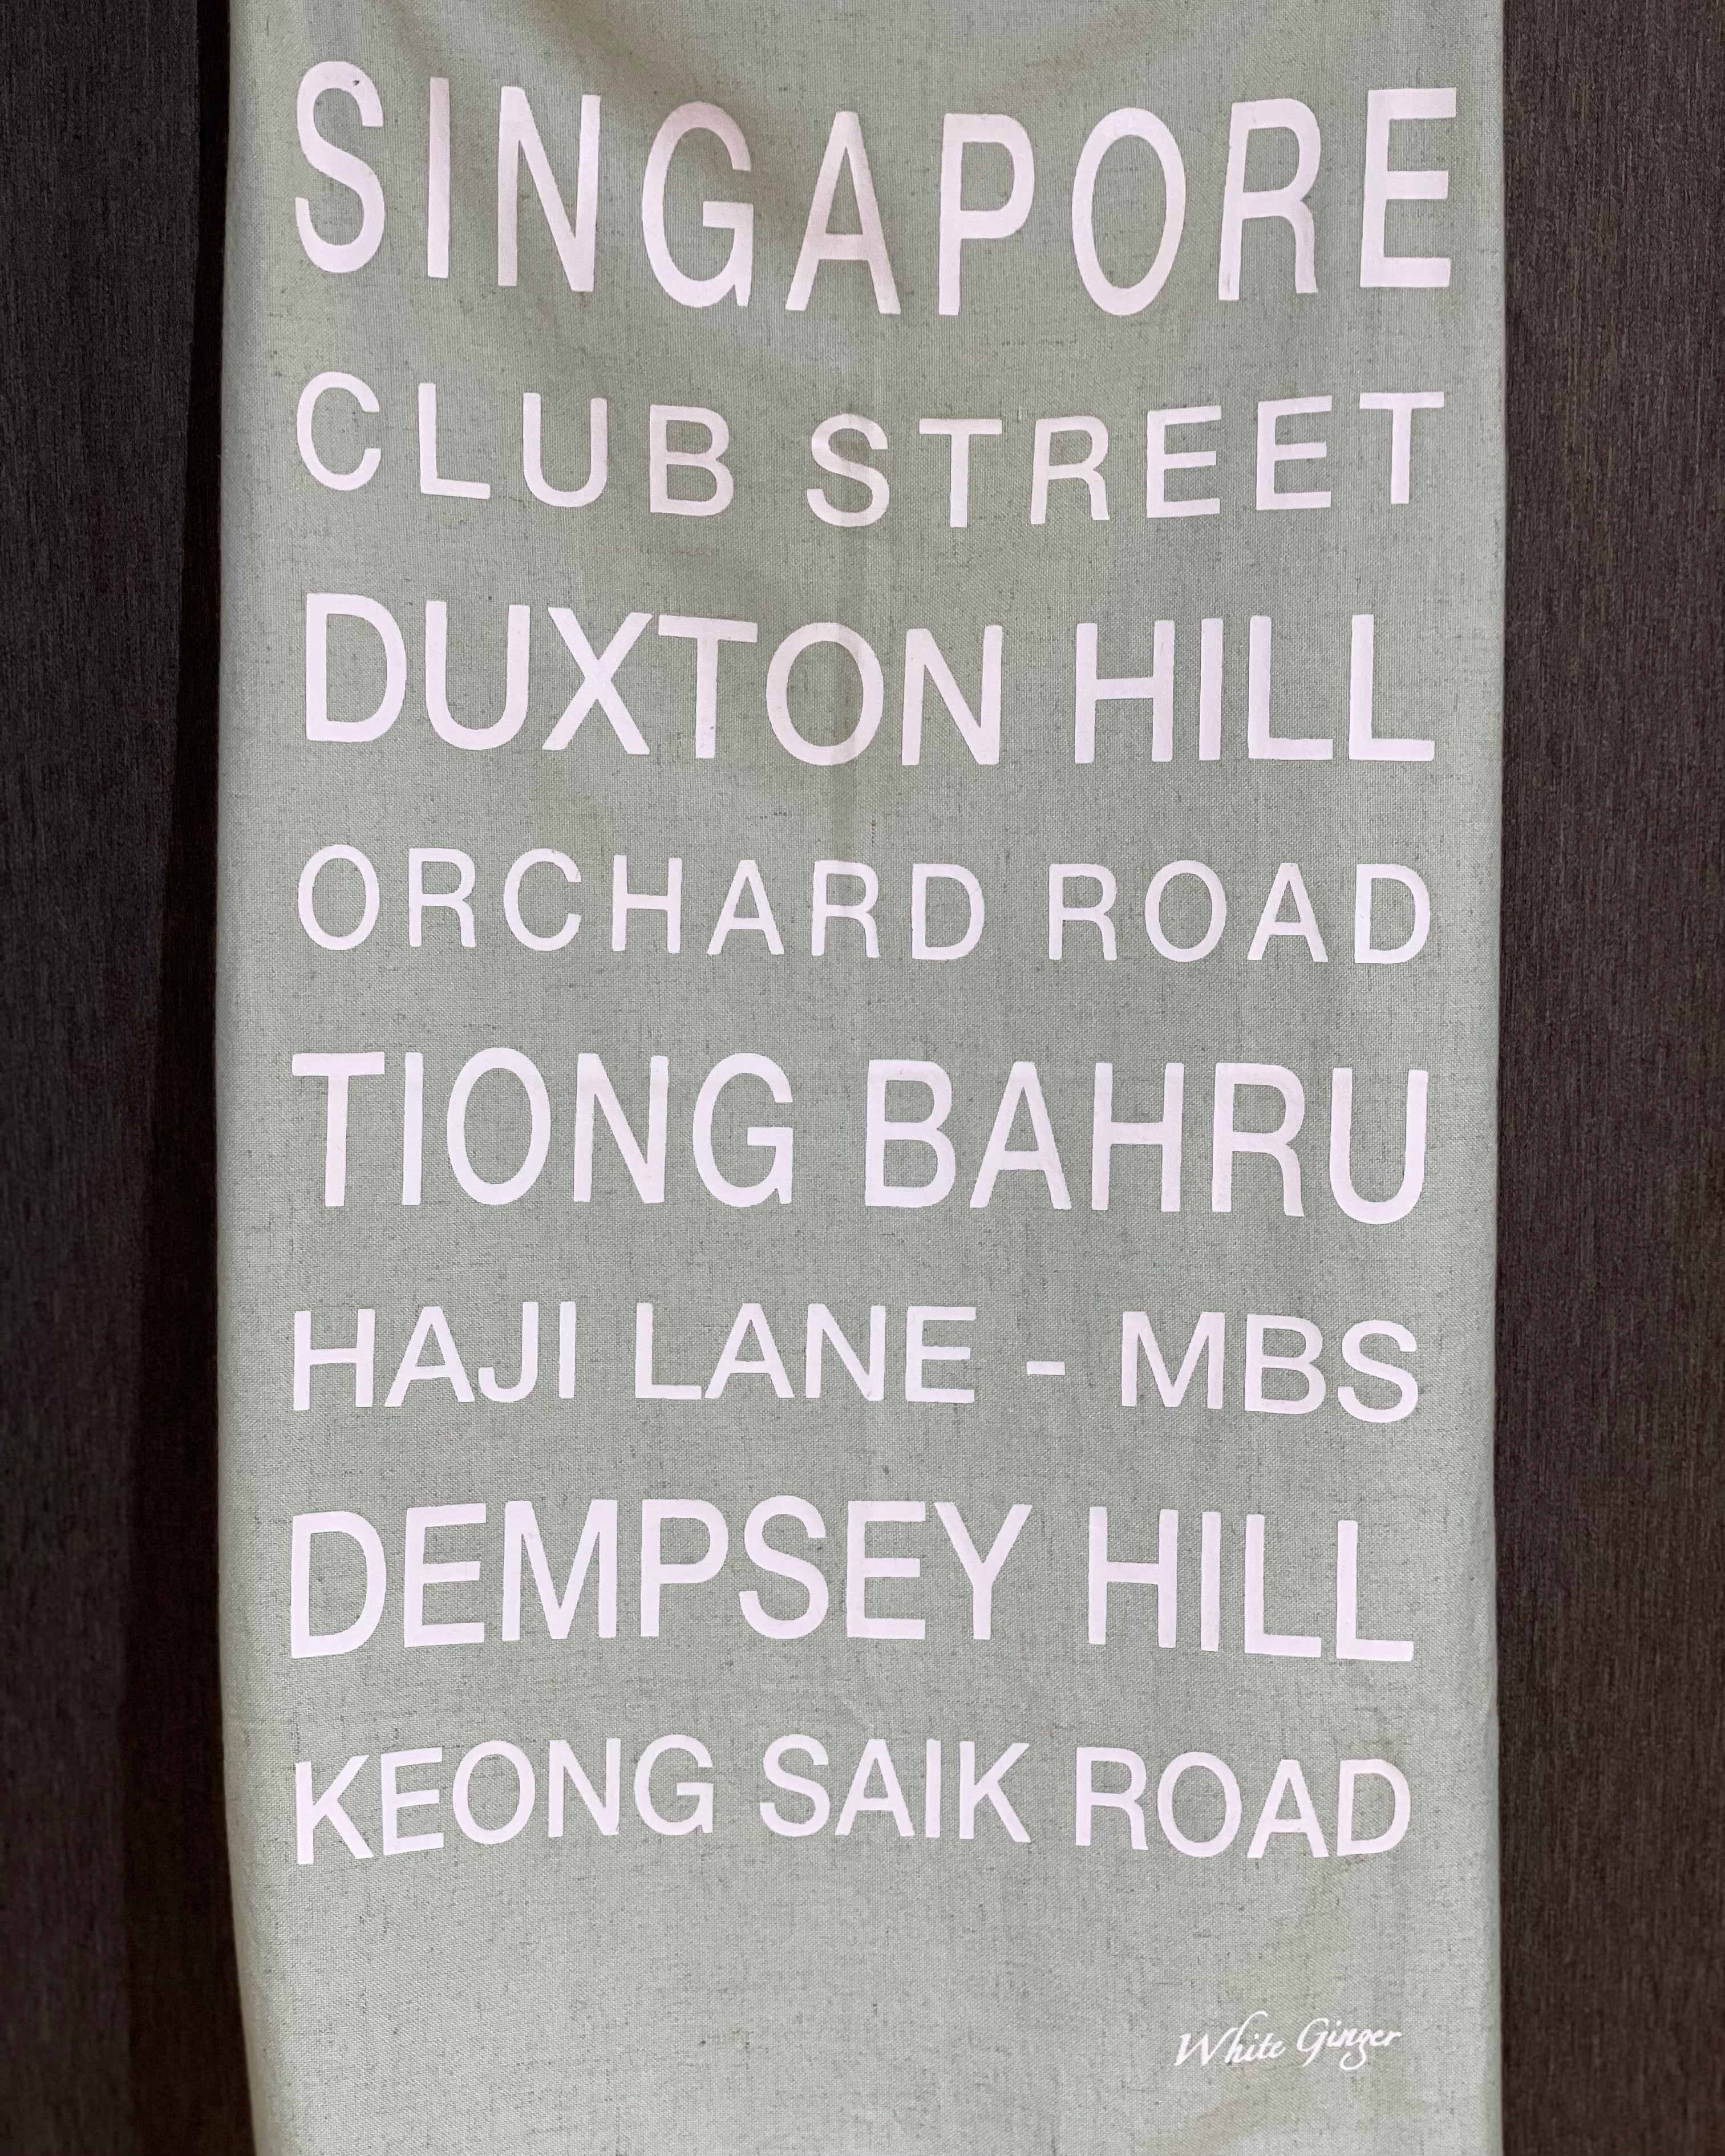 SINGAPORE
CLUB STREET
DUXTON HILL
ORCHARD ROAD
TIONG BAHRU
HAJI LANE - MBS
DEMPSEY HILL
KEONG SAIK ROAD
White Ginger